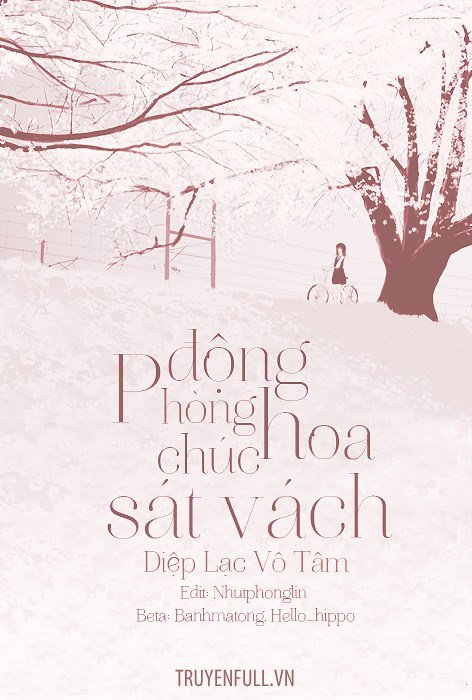 động
Phòng hoa
chúc
sát vách
Diệp Lạc Vô Tâm
Edit: Nhutphonglin
Beta: Banhmatong, Hello_hippo
TRUYENFULL.VN